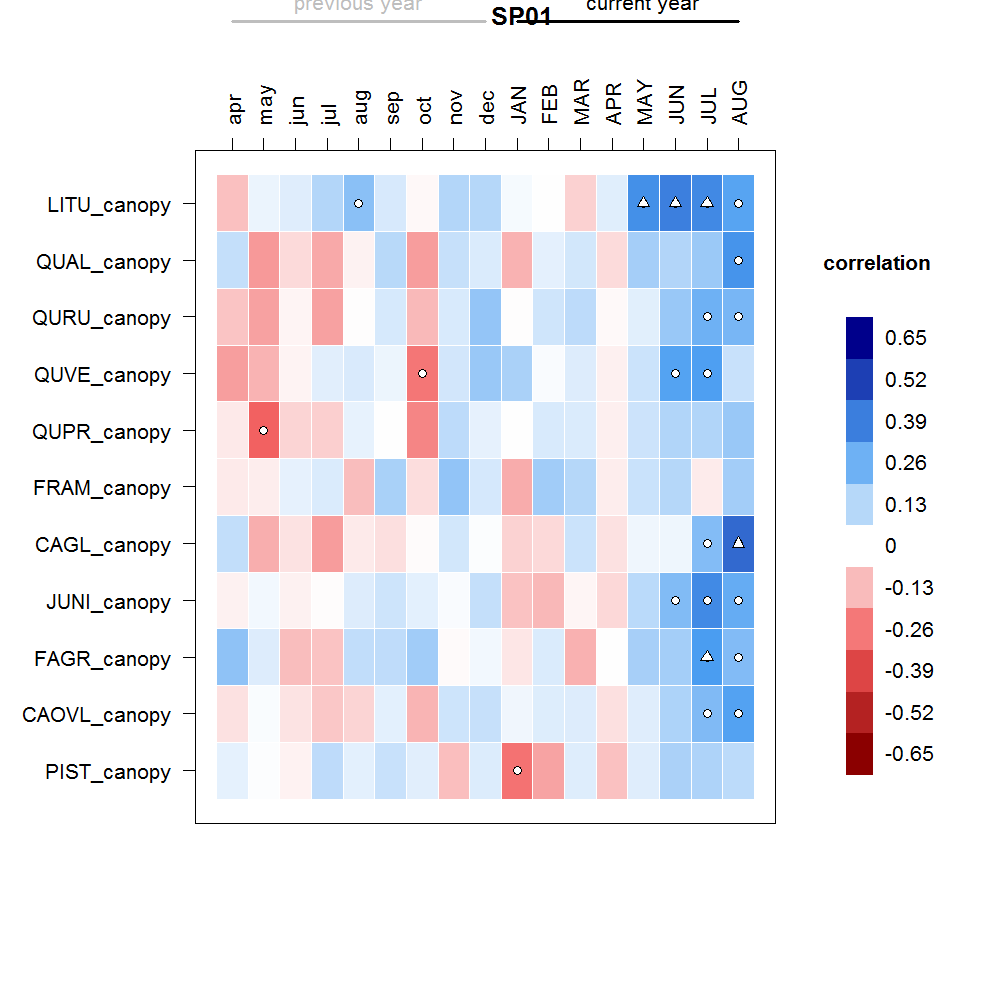 previous year
current year
SP01
apr
may
jun
jul
aug
sep
oct
nov
dec
JAN
FEB
MAR
APR
MAY
JUN
JUL
AUG
LITU_canopy
QUAL_canopy
QURU_canopy
QUVE_canopy
QUPR_canopy
FRAM_canopy
CAGL_canopy
JUNI_canopy
FAGR_canopy
CAOVL_canopy
PIST_canopy
correlation
0.65
0.52
0.39
0.26
0.13
0
-0.13
-0.26
-0.39
-0.52
-0.65